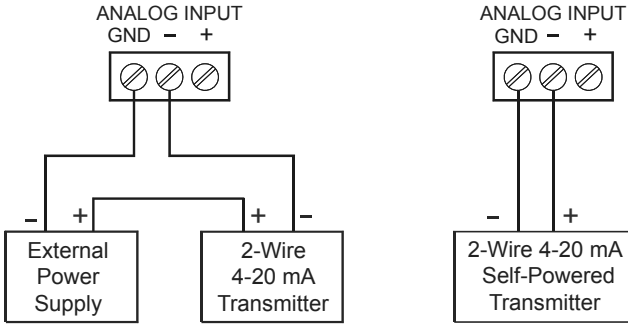 ANALOG INPUT
GND – +
– +
External
Power
Supply
+ –
2-Wire
4-20 mA
Transmitter
ANALOG INPUT
GND – +
– +
2-Wire 4-20 mA
Self-Powered
Transmitter